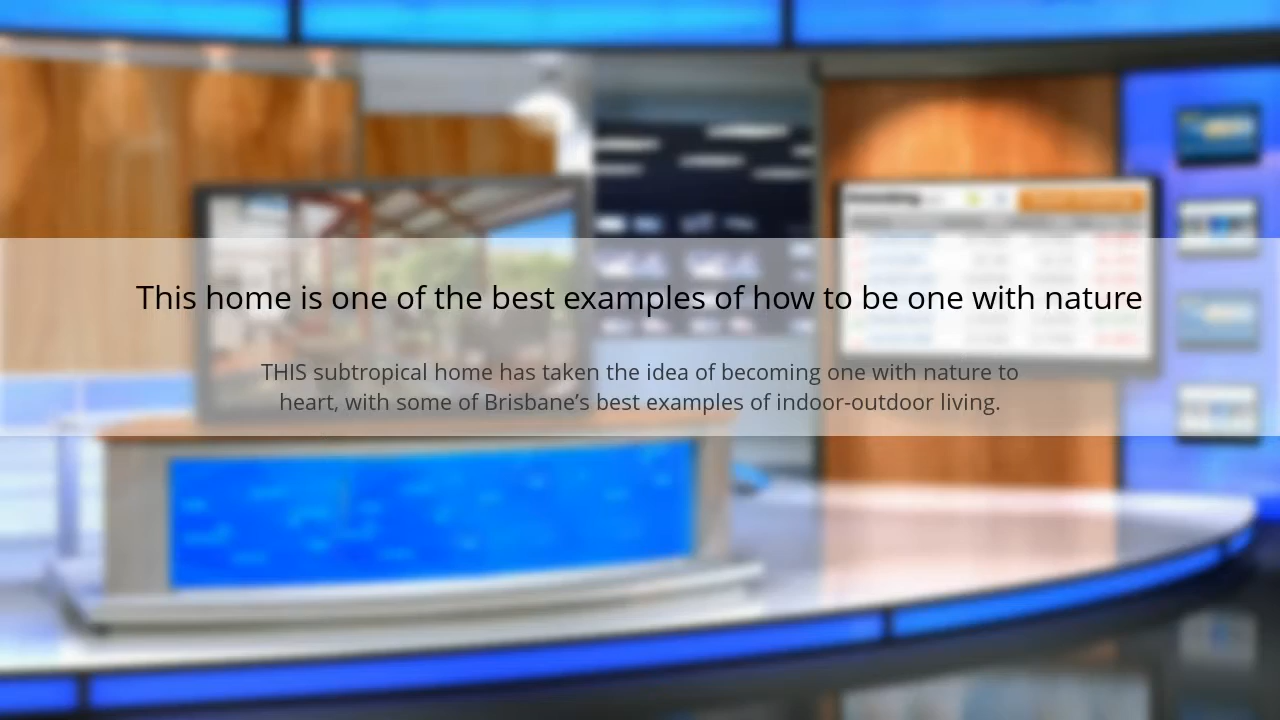 This home is one of the best examples of how to be one with nature
THIS subtropical home has taken the idea of becoming one with nature to
heart, with some of Brisbane’s best examples of indoor-outdoor living.